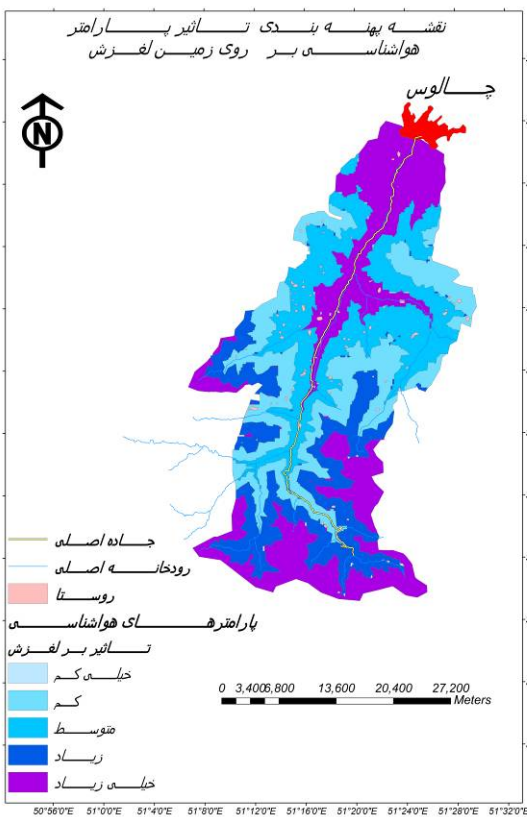 نقشه پهنه بندی تاثیر پارامتر
هواشناسی بر روی زمین لغزش
چالوس
N
جاده اصلی
رودخانه اصلی
روستا
پارامترهای هواشناسی
تاثیر بر لغزش
خیلی کم
کم
متوسط
زیاد
خیلی زیاد
0 3,400 6,800 13,600 20,400 27,200
Meters
50°56'0"E 51°0'0"E 51°4'0"E 51°8'0"E 51°12'0"E 51°16'0"E 51°20'0"E 51°24'0"E 51°28'0"E 51°32'0"E